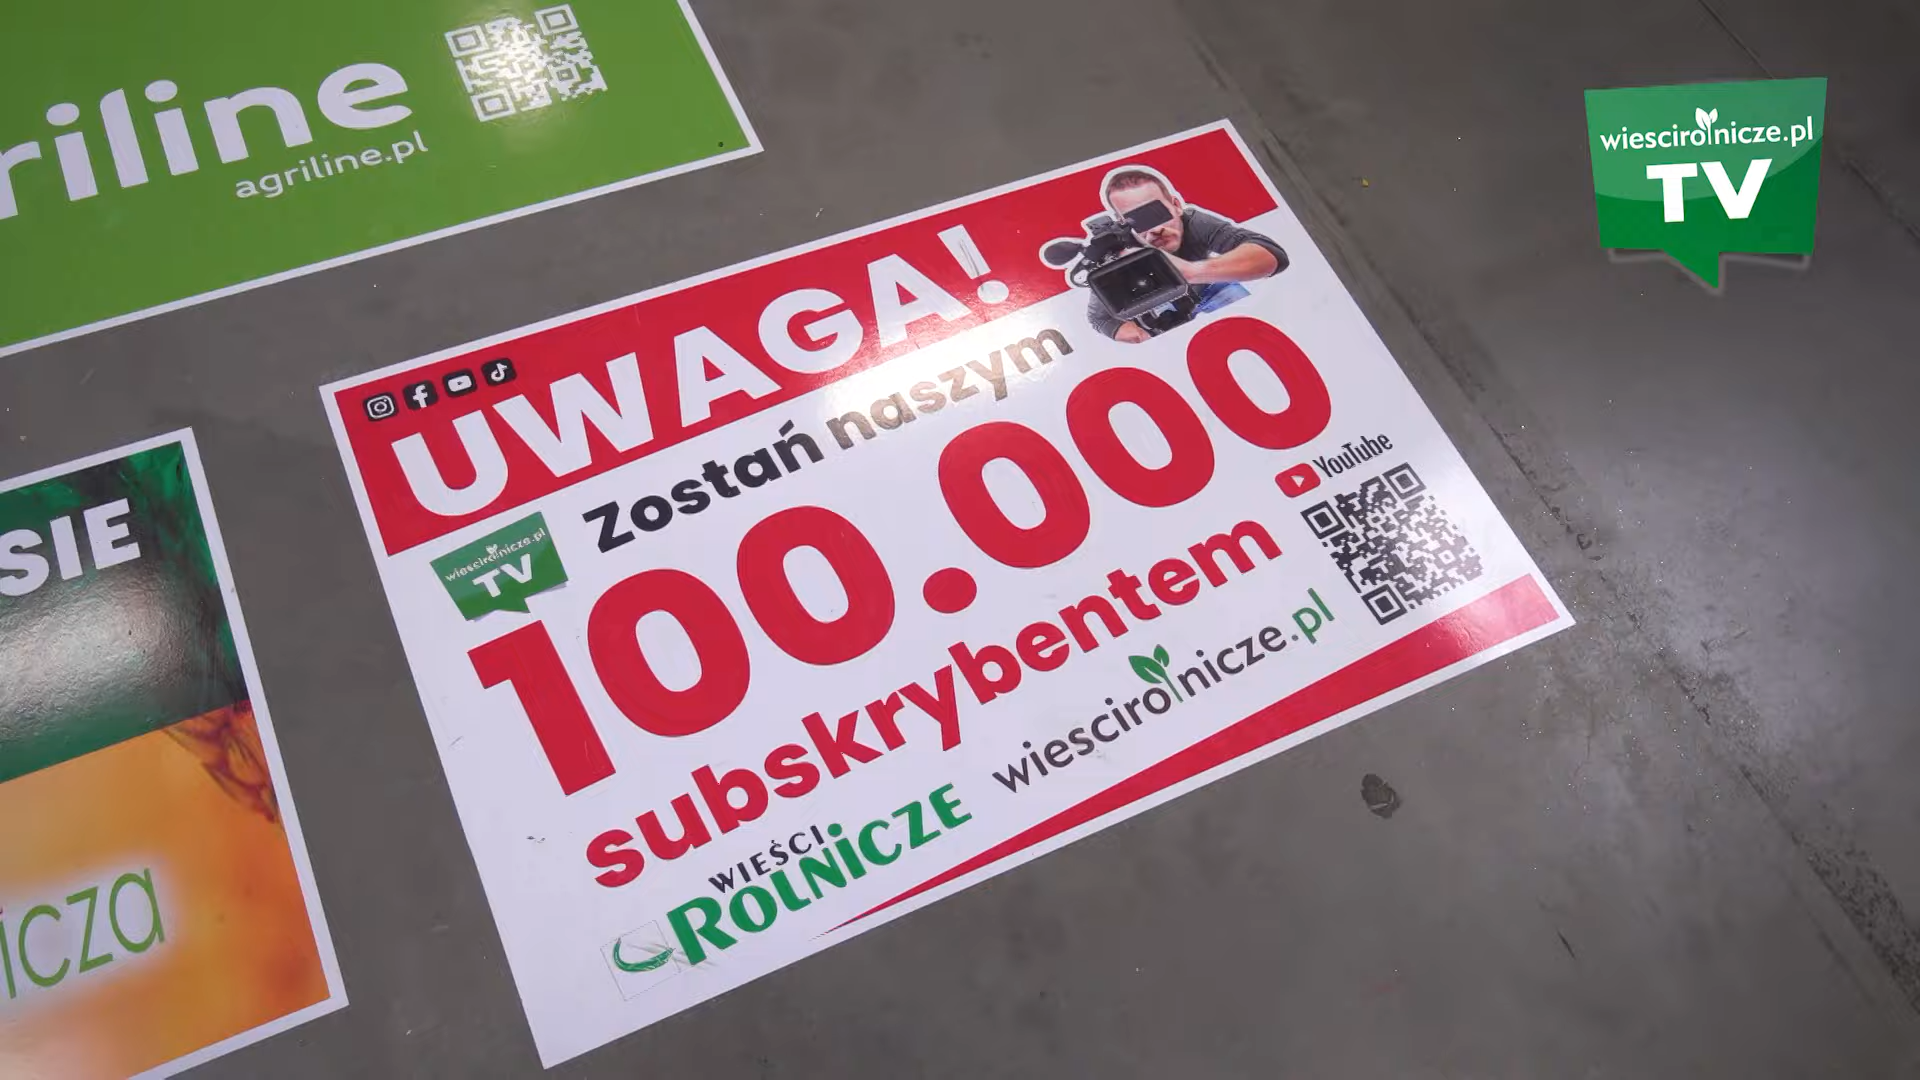 riline
agriline.pl
wiescirolnicze.pl
TV
UWAGA!
Zostań naszym
wiescirolnicze.pl
TV
100.000
YouTube
subskrybentem
wiescirolnicze.pl
WIEŚCI
ROLNiCZE
SIE
icza